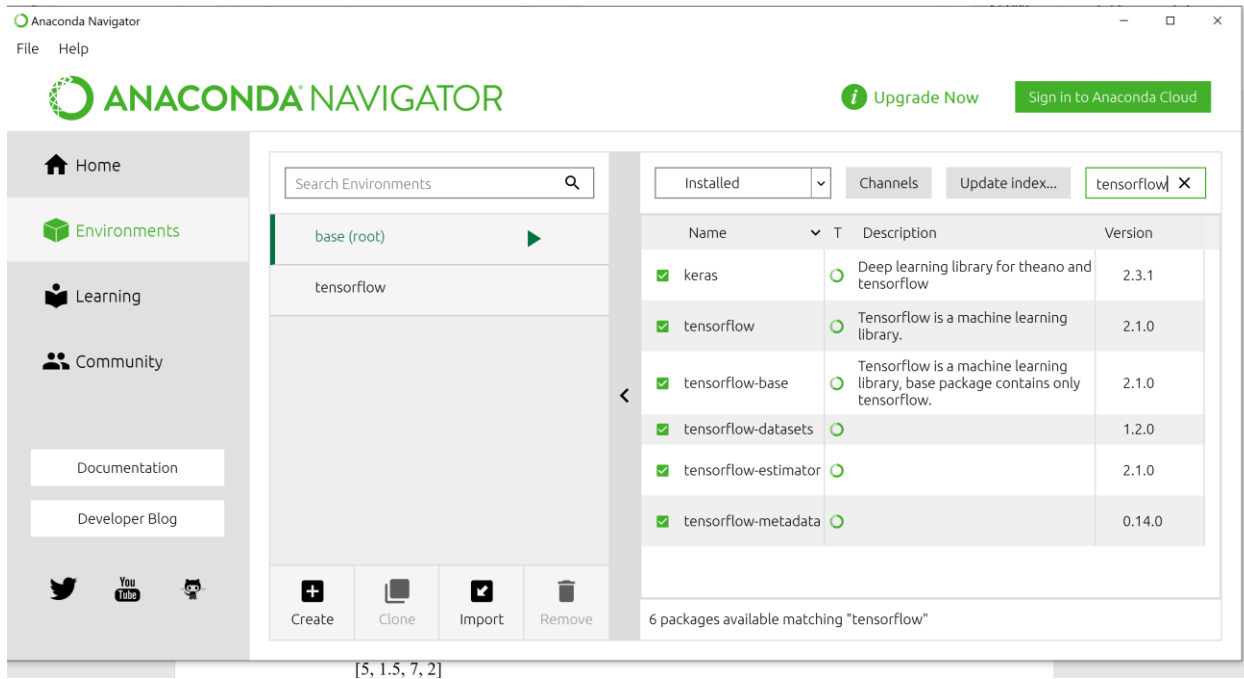 Anaconda Navigator
File Help
ANACONDA NAVIGATOR
i Upgrade Now
Sign in to Anaconda Cloud
Home
Environments
Learning
Community
Documentation
Developer Blog
You
Tube
Search Environments
base (root)
tensorflow
Create Clone Import Remove
Installed Channels Update index... tensorflow
Name T Description Version
keras Deep learning library for theano and 2.3.1
tensorflow
tensorflow Tensorflow is a machine learning 2.1.0
library.
Tensorflow is a machine learning
tensorflow-base library, base package contains only 2.1.0
tensorflow.
tensorflow-datasets 1.2.0
tensorflow-estimator 2.1.0
tensorflow-metadata 0.14.0
6 packages available matching "tensorflow"
[5, 1.5, 7, 2]